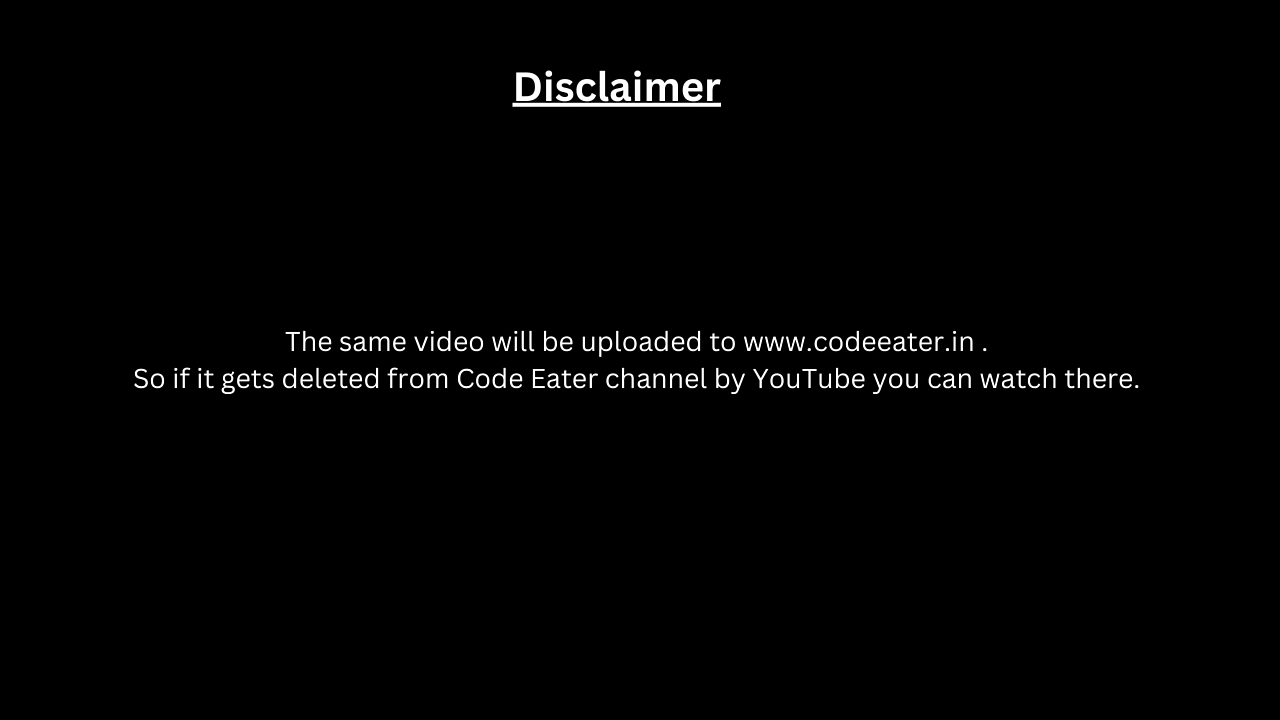 Disclaimer
The same video will be uploaded to www.codeeater.in .
So if it gets deleted from Code Eater channel by YouTube you can watch there.